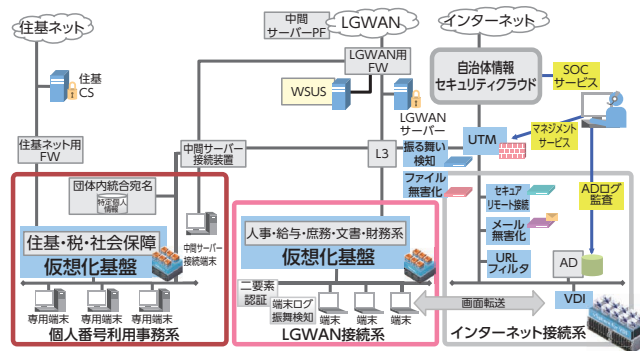 住基ネット
中間
サーバーPF
LGWAN
インターネット
住基
CS
WSUS
LGWAN用
FW
LGWAN
サーバー
自治体情報
セキュリティクラウド
SOC
サービス
住基ネット用
FW
中間サーバー
接続装置
L3
振る舞い
検知
UTM
マネジメント
サービス
ファイル
無害化
団体内統合宛名
特定個人
情報
中間サーバー
接続端末
セキュア
リモート接続
メール
無害化
URL
フィルタ
ADログ
監査
AD
VDI
住基・税・社会保障
仮想化基盤
専用端末
専用端末
専用端末
個人番号利用事務系
人事・給与・庶務・文書・財務系
仮想化基盤
二要素
認証
端末ログ
振舞検知
端末
端末
端末
LGWAN接続系
画面転送
インターネット接続系